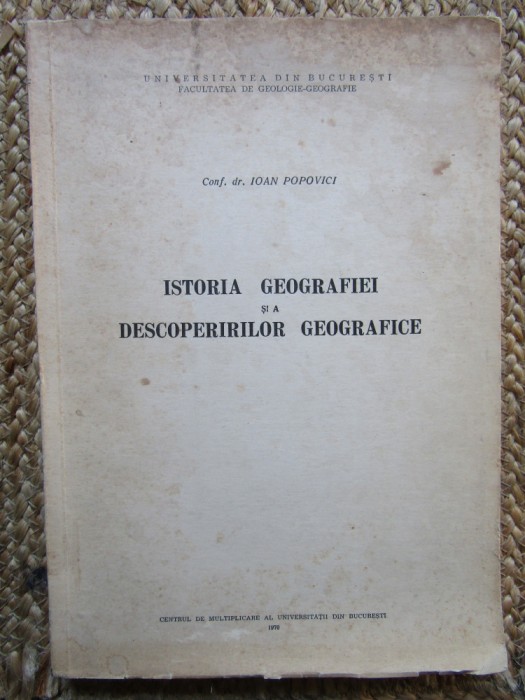 UNIVERSITATEA DIN BUCUREȘTI
FACULTATEA DE GEOLOGIE-GEOGRAFIE
Conf. dr. IOAN POPOVICI
ISTORIA GEOGRAFIEI
ȘI A
DESCOPERIRILOR GEOGRAFICE
CENTRUL DE MULTIPLICARE AL UNIVERSITĂȚII DIN BUCUREȘTI
1970